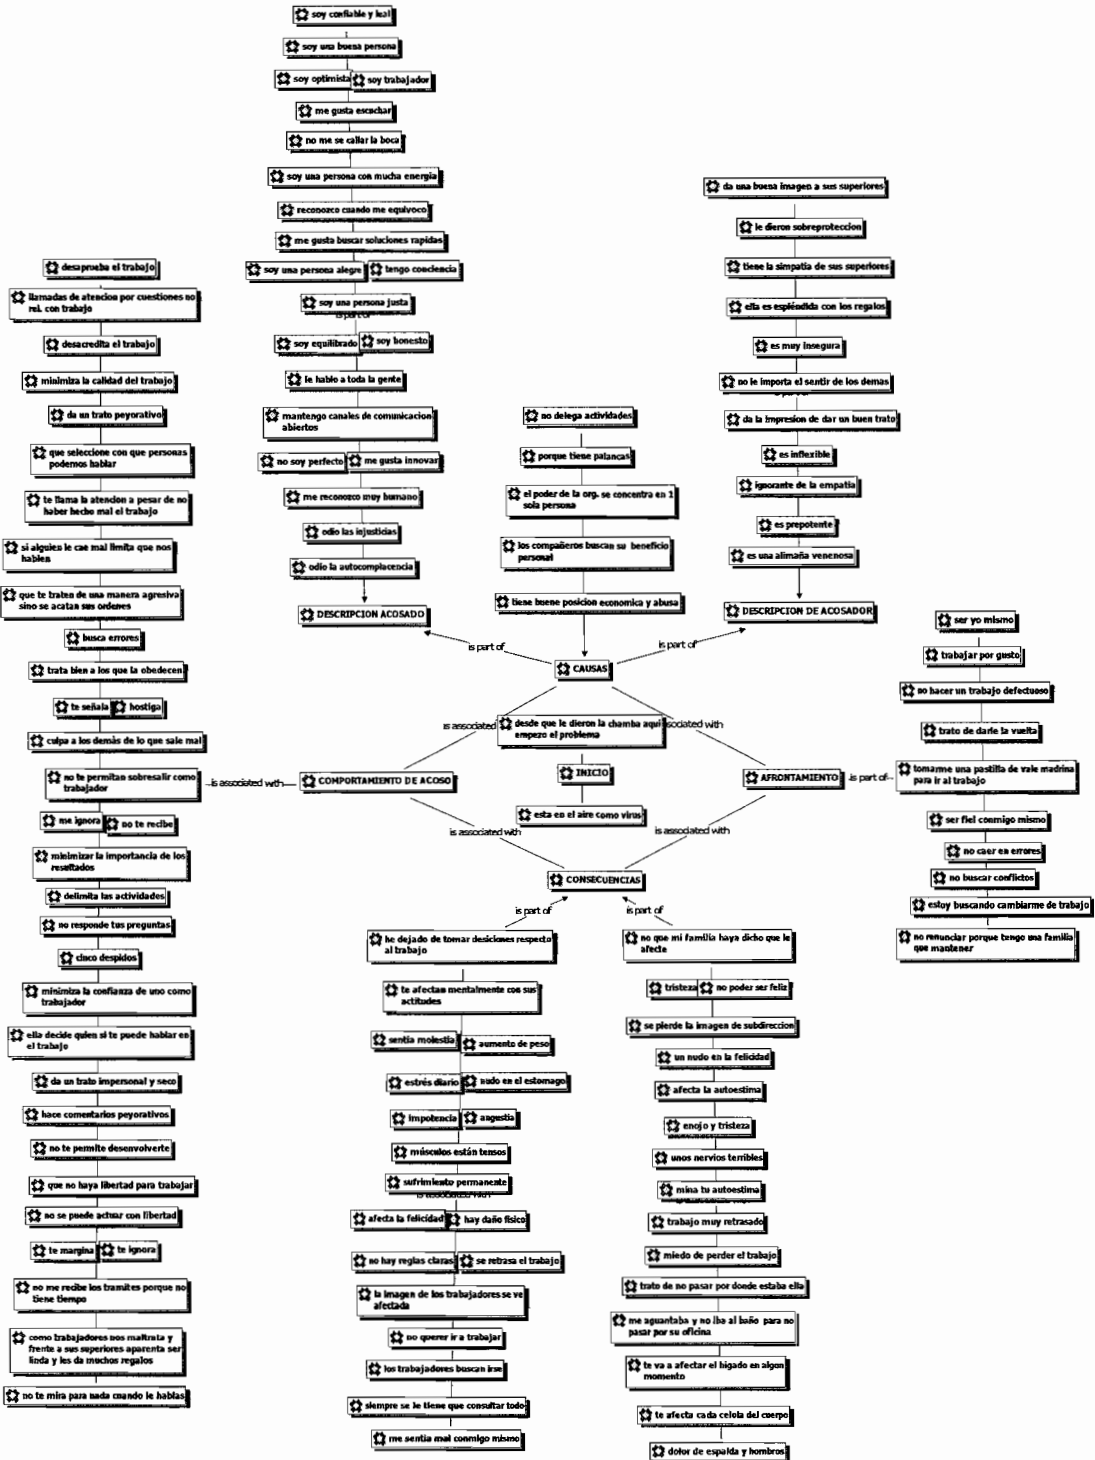 soy confiable y leal
soy una buena persona
soy optimista
soy trabajador
me gusta escuchar
no me se callar la boca
soy una persona con mucha energia
reconozco cuando me equivoco
me gusta buscar soluciones rapidas
soy una persona alegre
tengo conciencia
soy una persona justa
is part of
soy equilibrado
soy honesto
le hablo a toda la gente
mantengo canales de comunicacion
abiertos
no soy perfecto
me gusta innovar
me reconozco muy humano
odio las injusticias
odio la autocomplacencia
DESCRIPCION ACOSADO
da una buena imagen a sus superiores
le dieron sobreproteccion
tiene la simpatia de sus superiores
ella es espléndida con los regalos
es muy insegura
no le importa el sentir de los demas
da la impresion de dar un buen trato
es inflexible
ignorante de la empatia
es prepotente
es una alimaña venenosa
DESCRIPCION DE ACOSADOR
no delega actividades
porque tiene palancas
el poder de la org. se concentra en 1
sola persona
los compañeros buscan su beneficio
personal
tiene buene posicion economica y abusa
is part of
is part of
CAUSAS
is associated
desde que le dieron la chamba aqui
empezo el problema
sociated with
INICIO
esta en el aire como virus
desaprueba el trabajo
llamadas de atencion por cuestiones no
rel. con trabajo
desacredita el trabajo
minimiza la calidad del trabajo
da un trato peyorativo
que seleccione con que personas
podemos hablar
te llama la atencion a pesar de no
haber hecho mal el trabajo
si alguien le cae mal limita que nos
hablen
que te traten de una manera agresiva
sino se acatan sus ordenes
busca errores
trata bien a los que la obedecen
te señala
hostiga
culpa a los demás de lo que sale mal
no te permitan sobresalir como
trabajador
is associated with
COMPORTAMIENTO DE ACOSO
me ignora
no te recibe
minimizar la importancia de los
resultados
delimita las actividades
no responde tus preguntas
cinco despidos
minimiza la confianza de uno como
trabajador
ella decide quien si te puede hablar en
el trabajo
da un trato impersonal y seco
hace comentarios peyorativos
no te permite desenvolverte
que no haya libertad para trabajar
no se puede actuar con libertad
te margina
te ignora
no me recibe los tramites porque no
tiene tiempo
como trabajadores nos maltrata y
frente a sus superiores aparenta ser
linda y les da muchos regalos
no te mira para nada cuando le hablas
AFRONTAMIENTO
is part of
ser yo mismo
trabajar por gusto
no hacer un trabajo defectuoso
trato de darle la vuelta
tomarme una pastilla de vale madrina
para ir al trabajo
ser fiel conmigo mismo
no caer en errores
no buscar conflictos
estoy buscando cambiarme de trabajo
no renunciar porque tengo una familia
que mantener
is associated with
is associated with
CONSECUENCIAS
is part of
is part of
he dejado de tomar desiciones respecto
al trabajo
te afectan mentalmente con sus
actitudes
sentia molestia
aumento de peso
estrés diario
nudo en el estomago
impotencia
angustia
músculos están tensos
sufrimiento permanente
is associated with
afecta la felicidad
hay daño fisico
no hay reglas claras
se retrasa el trabajo
la imagen de los trabajadores se ve
afectada
no querer ir a trabajar
los trabajadores buscan irse
siempre se le tiene que consultar todo
me sentia mal conmigo mismo
no que mi familia haya dicho que le
afecte
tristeza
no poder ser feliz
se pierde la imagen de subdireccion
un nudo en la felicidad
afecta la autoestima
enojo y tristeza
unos nervios terribles
mina tu autoestima
trabajo muy retrasado
miedo de perder el trabajo
trato de no pasar por donde estaba ella
me aguantaba y no iba al baño para no
pasar por su oficina
te va a afectar el higado en algon
momento
te afecta cada celola del cuerpo
dolor de espalda y hombros